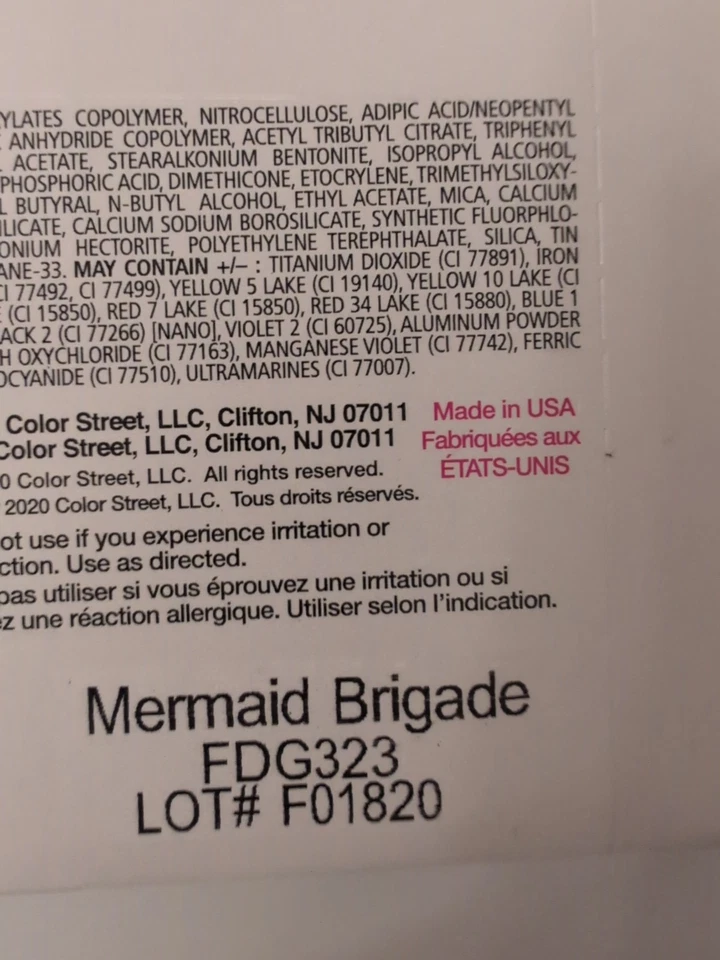 YLATES COPOLYMER, NITROCELLULOSE, ADIPIC ACID/NEOPENTYL
ANHYDRIDE COPOLYMER, ACETYL TRIBUTYL CITRATE, TRIPHENYL
ACETATE, STEARALKONIUM BENTONITE, ISOPROPYL ALCOHOL,
PHOSPHORIC ACID, DIMETHICONE, ETOCRYLENE, TRIMETHYLSILOXY-
L BUTYRAL, N-BUTYL ALCOHOL, ETHYL ACETATE, MICA, CALCIUM
ILICATE, CALCIUM SODIUM BOROSILICATE, SYNTHETIC FLUORPHLO-
ONIUM HECTORITE, POLYETHYLENE TEREPHTHALATE, SILICA, TIN
ANE-33. MAY CONTAIN +/– : TITANIUM DIOXIDE (CI 77891), IRON
CI 77492, CI 77499), YELLOW 5 LAKE (CI 19140), YELLOW 10 LAKE (CI
(CI 15850), RED 7 LAKE (CI 15850), RED 34 LAKE (CI 15880), BLUE 1
ACK 2 (CI 77266) [NANO], VIOLET 2 (CI 60725), ALUMINUM POWDER
H OXYCHLORIDE (CI 77163), MANGANESE VIOLET (CI 77742), FERRIC
OCYANIDE (CI 77510), ULTRAMARINES (CI 77007).
Color Street, LLC, Clifton, NJ 07011
Color Street, LLC, Clifton, NJ 07011
Made in USA
Fabriquées aux
ÉTATS-UNIS
0 Color Street, LLC. All rights reserved.
2020 Color Street, LLC. Tous droits réservés.
ot use if you experience irritation or
ction. Use as directed.
pas utiliser si vous éprouvez une irritation ou si
ez une réaction allergique. Utiliser selon l'indication.
Mermaid Brigade
FDG323
LOT# F01820